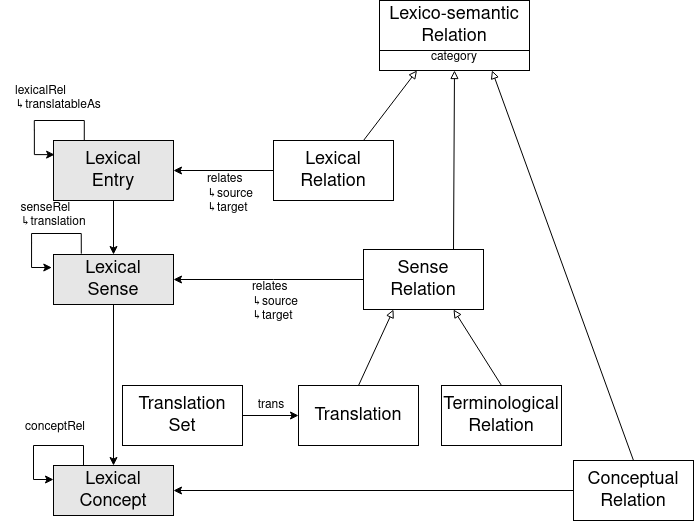 Lexico-semantic
Relation
category
lexicalRel
↳ translatableAs
Lexical
Entry
relates
↳ source
↳ target
Lexical
Relation
senseRel
↳ translation
Lexical
Sense
relates
↳ source
↳ target
Sense
Relation
Translation
Set
trans
Translation
Terminological
Relation
conceptRel
Lexical
Concept
Conceptual
Relation